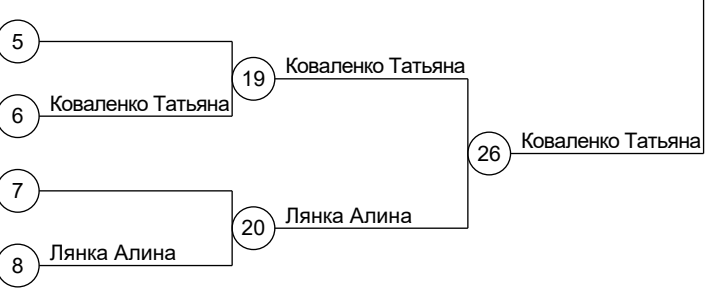 5
19 Коваленко Татьяна
6 Коваленко Татьяна
26 Коваленко Татьяна
7
20 Лянка Алина
8 Лянка Алина